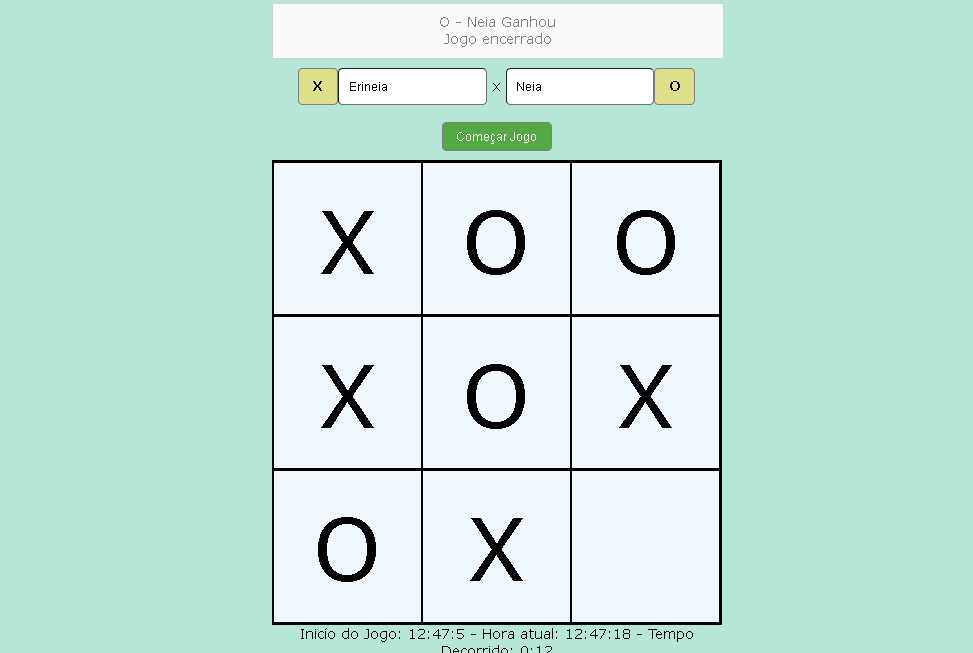 O - Neia Ganhou
Jogo encerrado
X Erineia x Neia O
Começar Jogo
X O O
X O X
O X
Inicío do Jogo: 12:47:5 - Hora atual: 12:47:18 - Tempo
Decorrido: 0:12